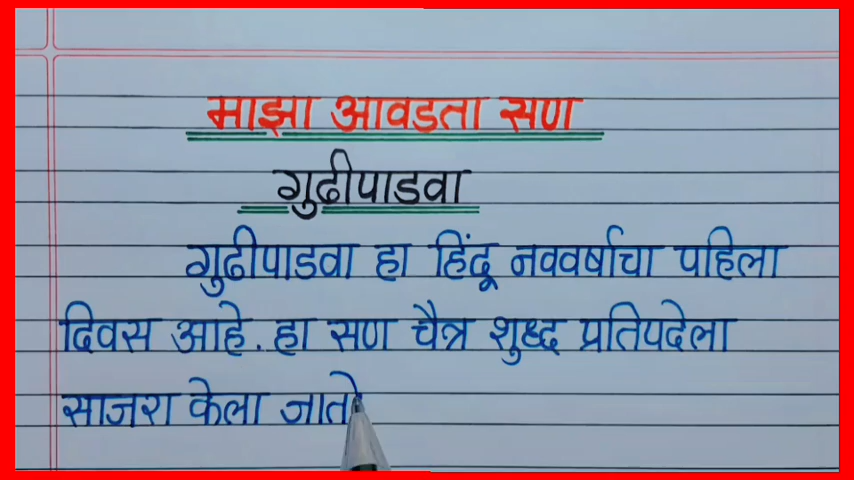 माझा आवडता सण
गुढीपाडवा
गुढीपाडवा हा हिंदू नववर्षाचा पहिला
दिवस आहे. हा सण चैत्र शुध्द प्रतिपदेला
साजरा केला जातो